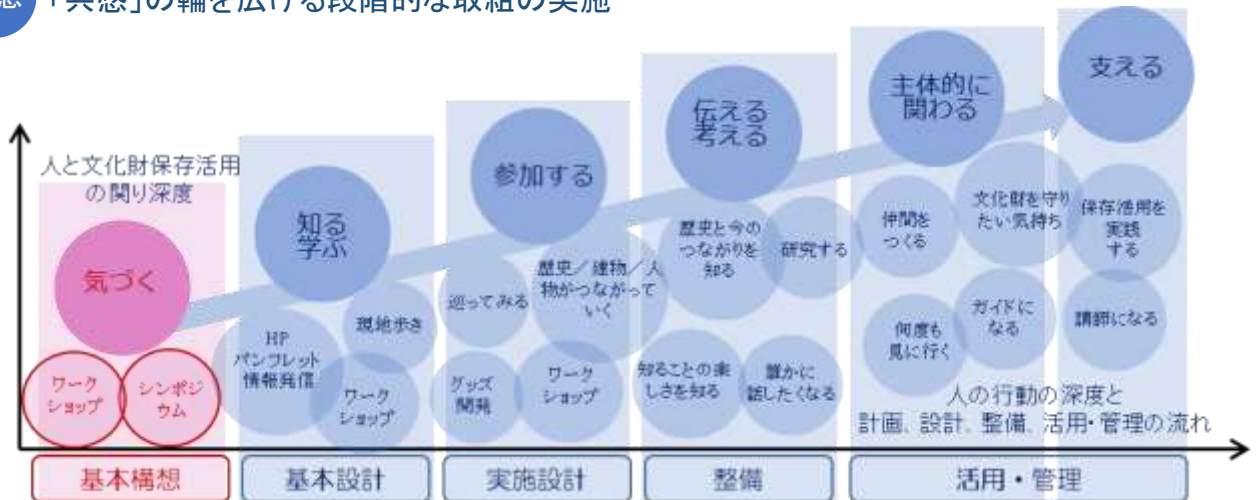 「共感」の輪を広げる段階的な取組の実施
人と文化財保存活用
の関り深度
気づく
ワーク
ショップ
シンポジ
ウム
知る
学ぶ
HP
パンフレット
情報発信
現地歩き
ワーク
ショップ
参加する
巡ってみる
歴史／建物／人
物がつながって
いく
グッズ
開発
ワーク
ショップ
伝える
考える
歴史と今の
つながりを
知る
研究する
知ることの楽
しさを知る
誰かに
話したくなる
主体的に
関わる
仲間を
つくる
文化財を守り
たい気持ち
何度も
見に行く
ガイドに
なる
支える
保存活用を
実践
する
講師になる
人の行動の深度と
計画、設計、整備、活用・管理の流れ
基本構想
基本設計
実施設計
整備
活用・管理